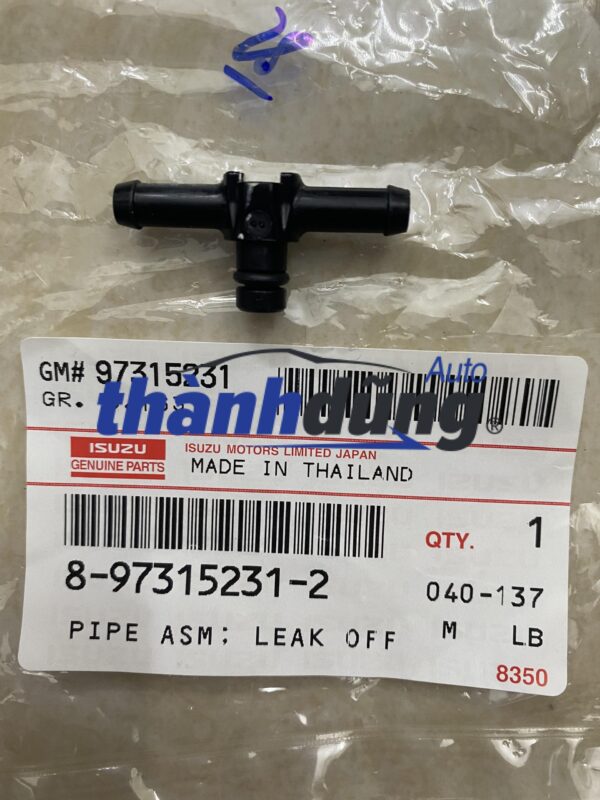 GM# 97315231
Auto
GR.
thànhdũng®
ISUZU
GENUINE PARTS
ISUZU MOTORS LIMITED JAPAN
MADE IN THAILAND
QTY. 1
8-97315231-2
040-137
PIPE ASM; LEAK OFF
M LB
8350